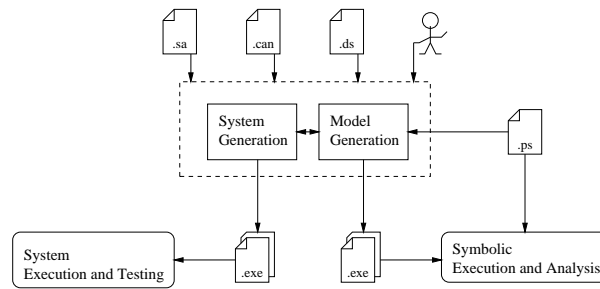 .sa
.can
.ds
System
Generation
Model
Generation
.ps
System
Execution and Testing
.exe
.exe
Symbolic
Execution and Analysis